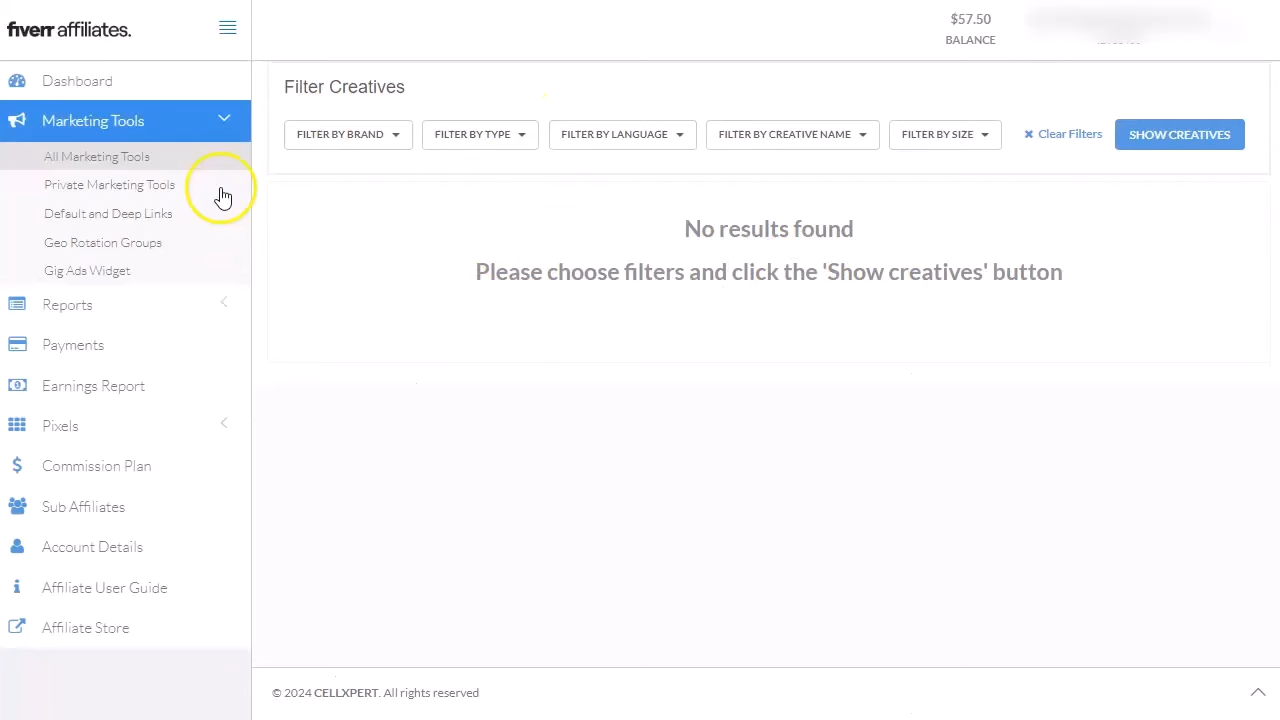 fiverr affiliates.
$57.50
BALANCE
Dashboard
Marketing Tools
All Marketing Tools
Private Marketing Tools
Default and Deep Links
Geo Rotation Groups
Gig Ads Widget
Reports
Payments
Earnings Report
Pixels
Commission Plan
Sub Affiliates
Account Details
Affiliate User Guide
Affiliate Store
Filter Creatives
FILTER BY BRAND
FILTER BY TYPE
FILTER BY LANGUAGE
FILTER BY CREATIVE NAME
FILTER BY SIZE
Clear Filters
SHOW CREATIVES
No results found
Please choose filters and click the 'Show creatives' button
© 2024 CELLXPERT. All rights reserved